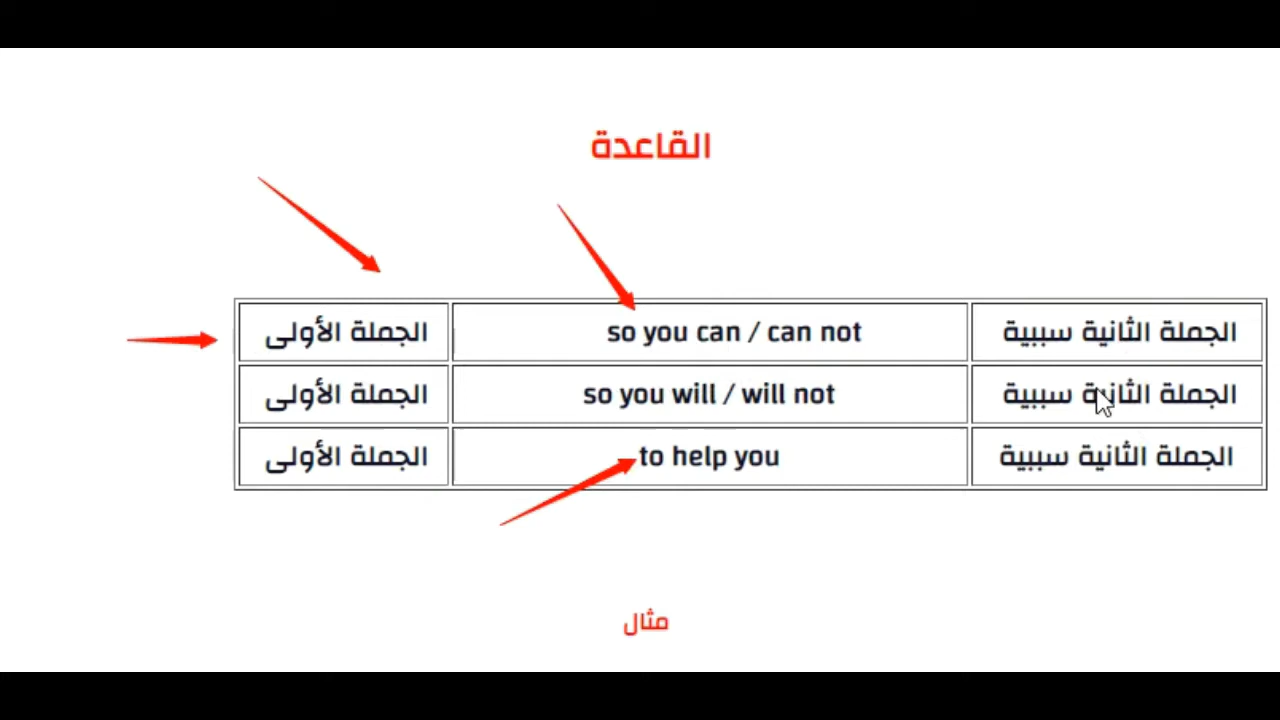 القاعدة
الجملة الأولى so you can / can not الجملة الثانية سببية
الجملة الأولى so you will / will not الجملة الثانية سببية
الجملة الأولى to help you الجملة الثانية سببية
مثال